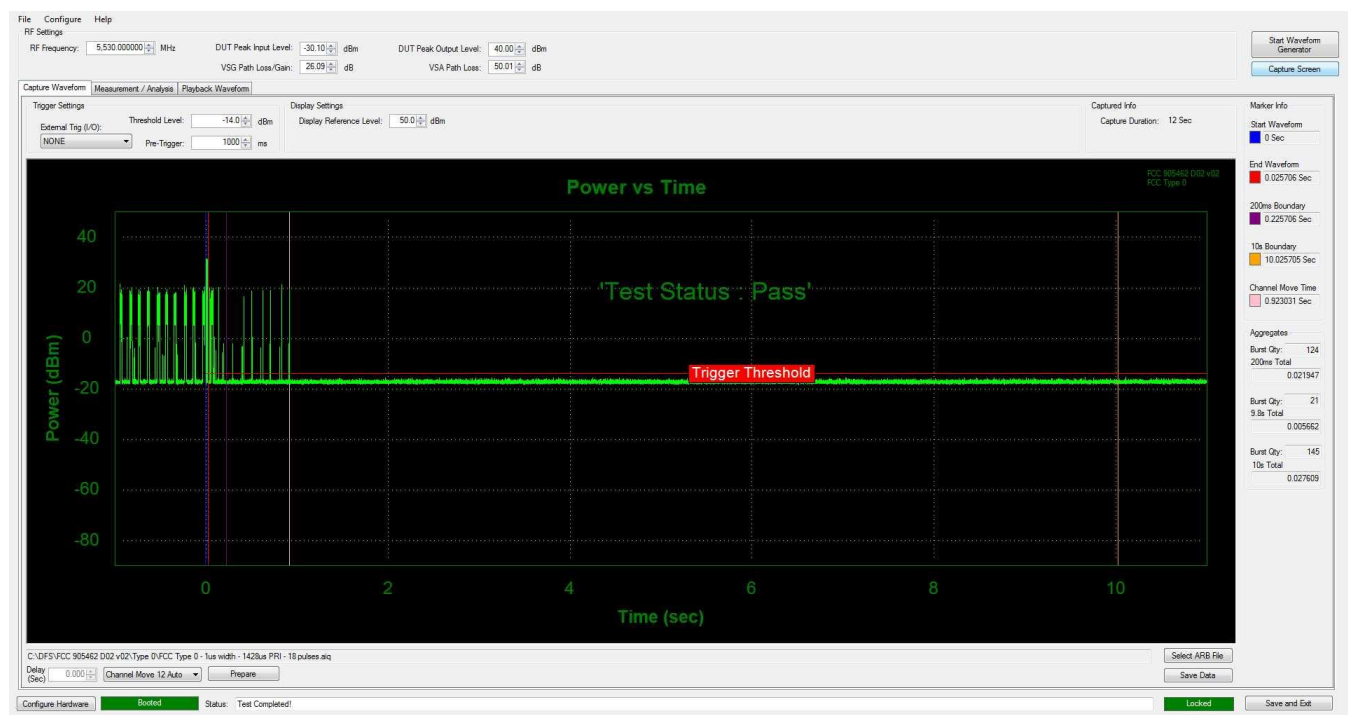 File Configure Help
RF Settings
RF Frequency: 5,530.000000 MHz DUT Peak Input Level: -30.10 dBm DUT Peak Output Level: 40.00 dBm
VSG Path Loss/Gain: 26.09 dB VSA Path Loss: 50.01 dB
Start Waveform
Generator
Capture Screen
Capture Waveform Measurement / Analysis Playback Waveform
Trigger Settings
External Trig (I/O):
NONE
Threshold Level: -14.0 dBm
Pre-Trigger: 1000 ms
Display Settings
Display Reference Level: 50.0 dBm
Captured Info
Capture Duration: 12 Sec
Marker Info
Start Waveform
0 Sec
End Waveform
0.025706 Sec
200ms Boundary
0.225706 Sec
10s Boundary
10.025705 Sec
Channel Move Time
0.923031 Sec
Aggregates
Burst Qty: 124
200ms Total
0.021947
Burst Qty: 21
9.8s Total
0.005662
Burst Qty: 145
10s Total
0.027609
Power vs Time
FCC 905462 D02 v02
FCC Type 0
'Test Status : Pass'
Trigger Threshold
Power (dBm)
40
20
0
-20
-40
-60
-80
0 2 4 6 8 10
Time (sec)
C:\DFS\FCC 905462 D02 v02\Type 0\FCC Type 0 - 1us width - 1428us PRI - 18 pulses.aiq
Select ARB File
Delay
(Sec) 0.000 Channel Move 12 Auto Prepare
Save Data
Configure Hardware Booted Status: Test Completed! Locked Save and Exit